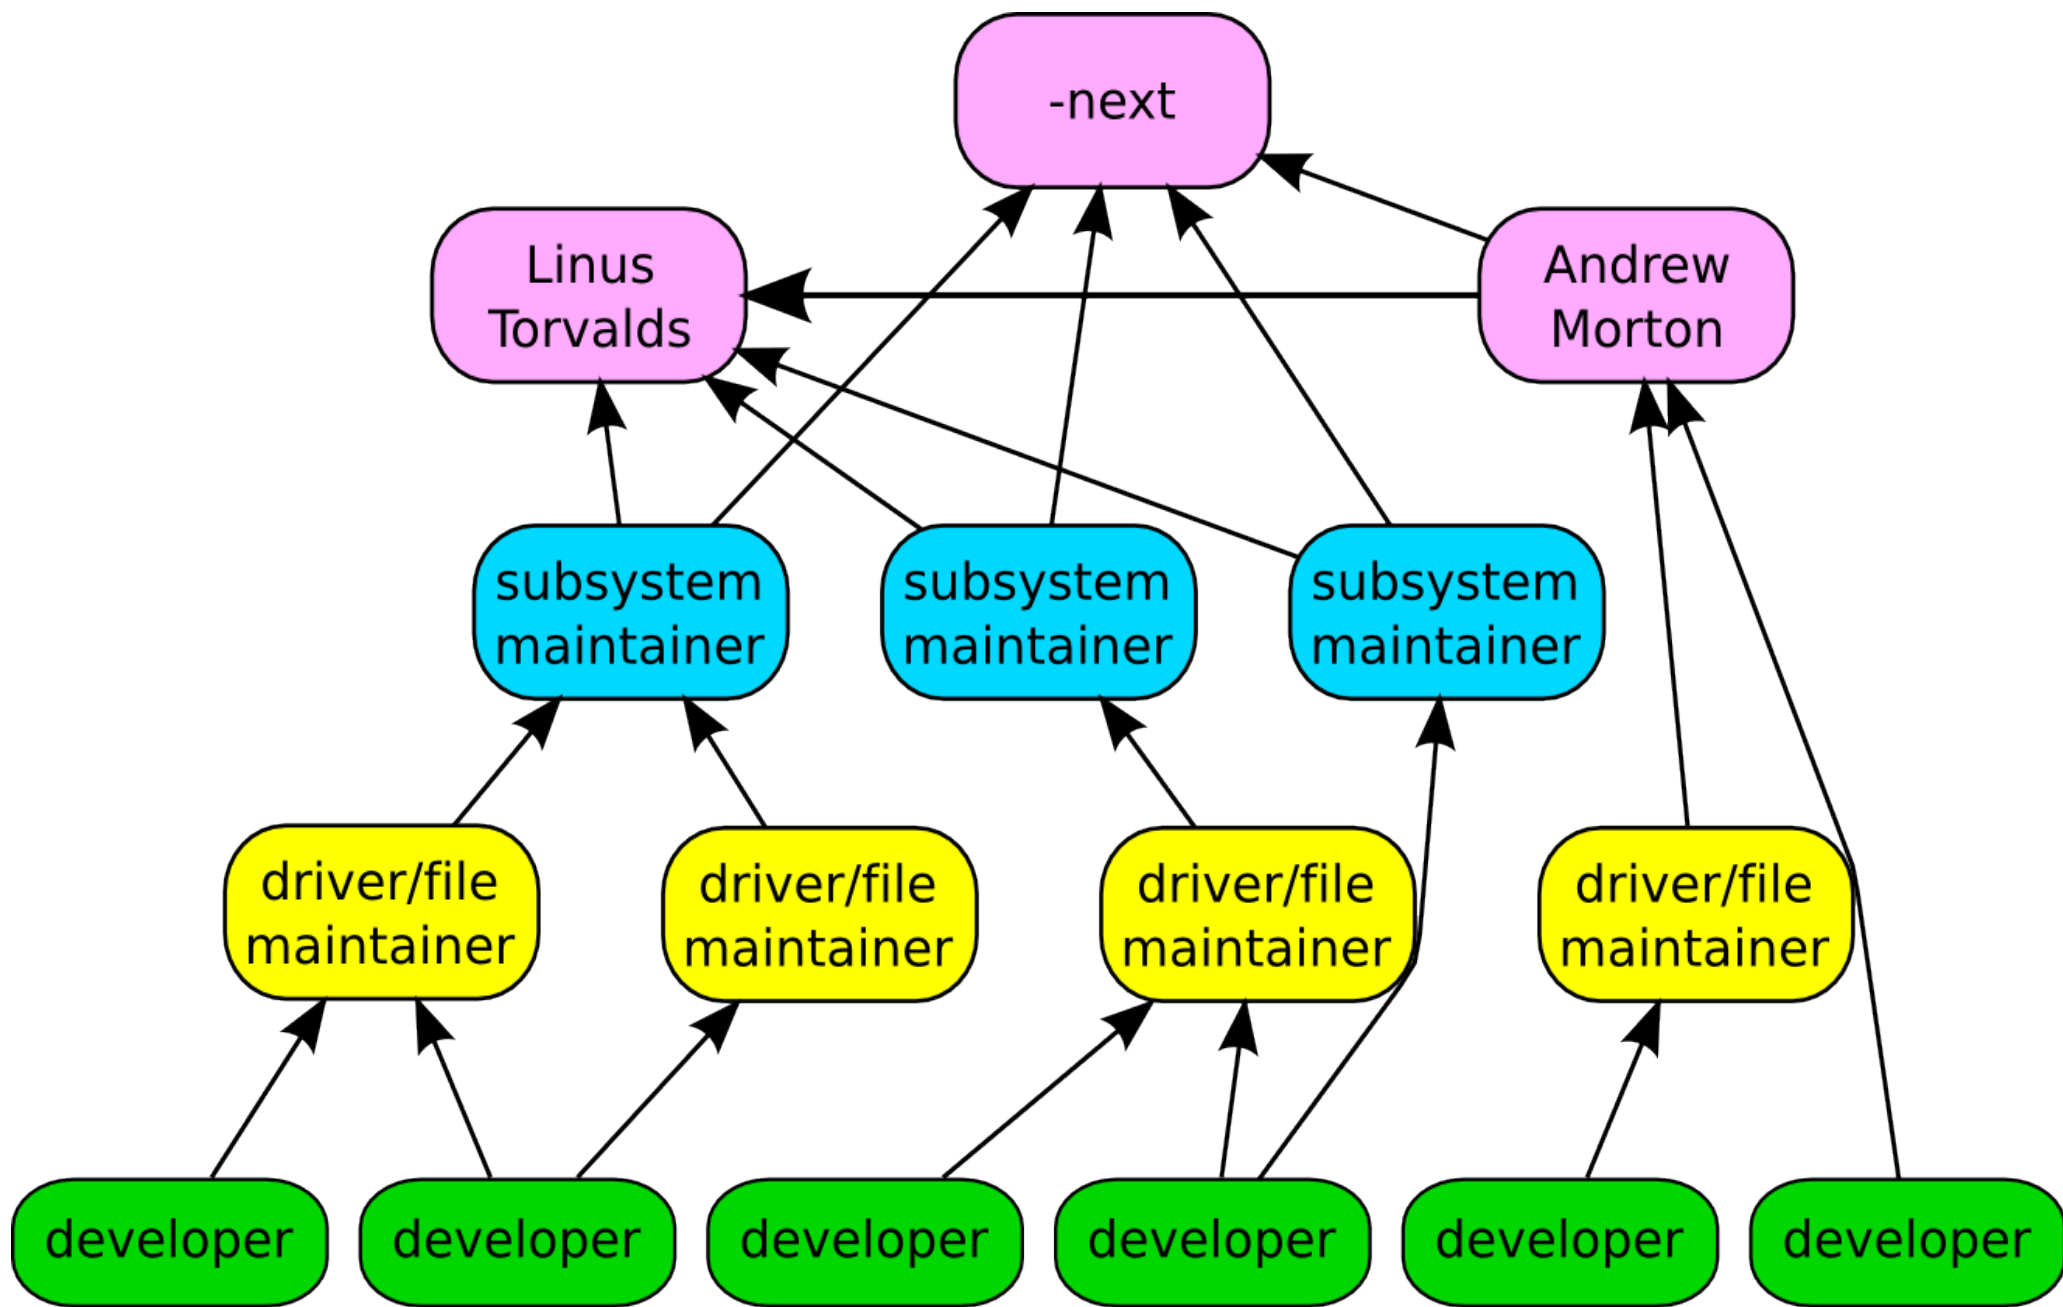 -next
Linus
Torvalds
Andrew
Morton
subsystem
maintainer
subsystem
maintainer
subsystem
maintainer
driver/file
maintainer
driver/file
maintainer
driver/file
maintainer
driver/file
maintainer
developer
developer
developer
developer
developer
developer